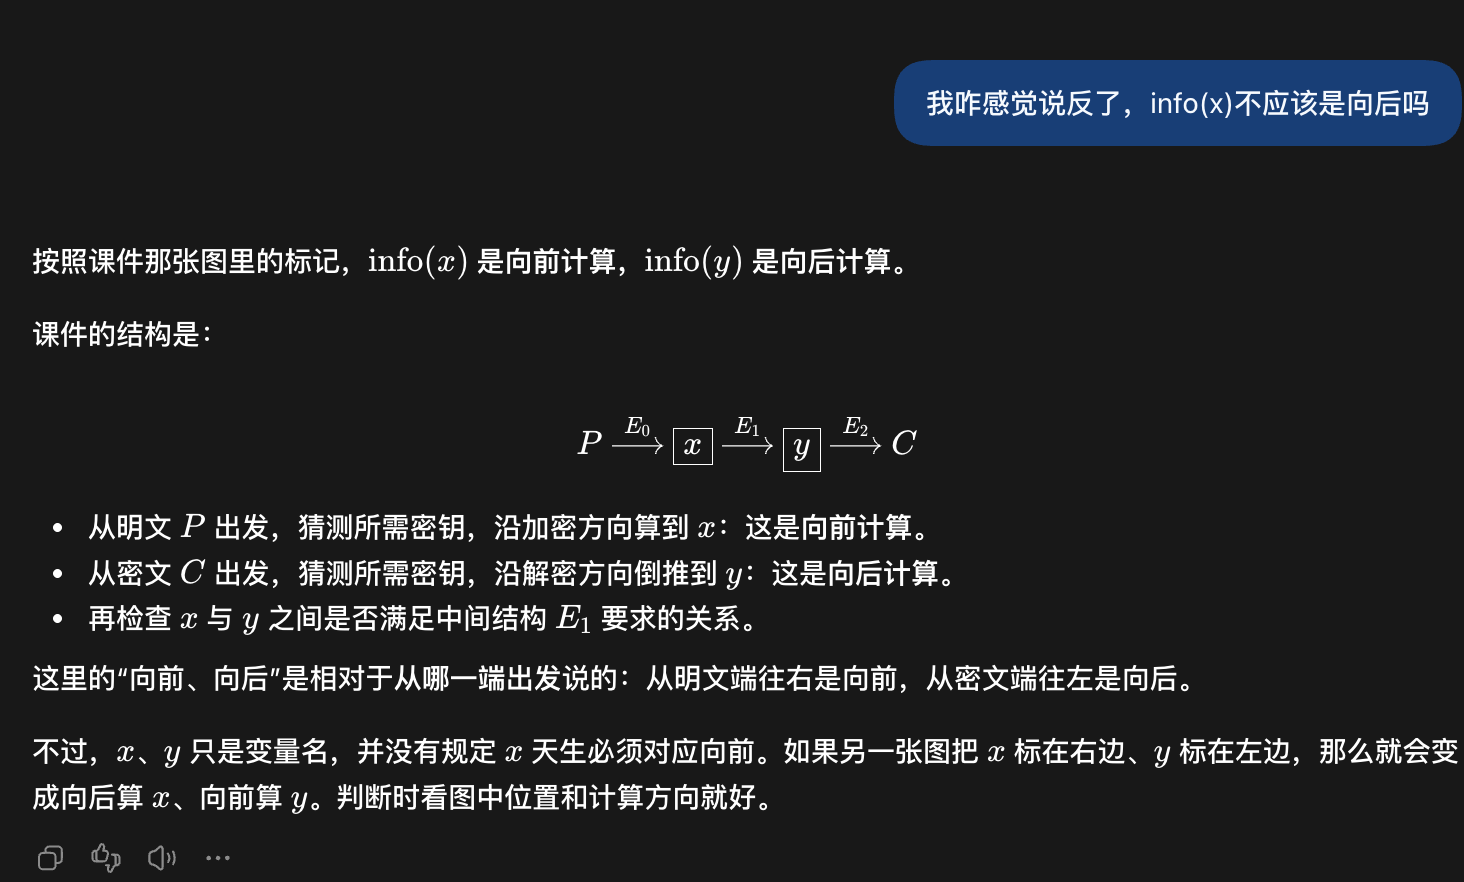 我咋感觉说反了，info(x)不应该是向后吗
按照课件那张图里的标记，info(x) 是向前计算，info(y) 是向后计算。
课件的结构是：
P —E₀→ x —E₁→ y —E₂→ C
• 从明文 P 出发，猜测所需密钥，沿加密方向算到 x：这是向前计算。
• 从密文 C 出发，猜测所需密钥，沿解密方向倒推到 y：这是向后计算。
• 再检查 x 与 y 之间是否满足中间结构 E₁ 要求的关系。
这里的“向前、向后”是相对于从哪一端出发说的：从明文端往右是向前，从密文端往左是向后。
不过，x、y 只是变量名，并没有规定 x 天生必须对应向前。如果另一张图把 x 标在右边、y 标在左边，那么就会变
成向后算 x、向前算 y。判断时看图中位置和计算方向就好。